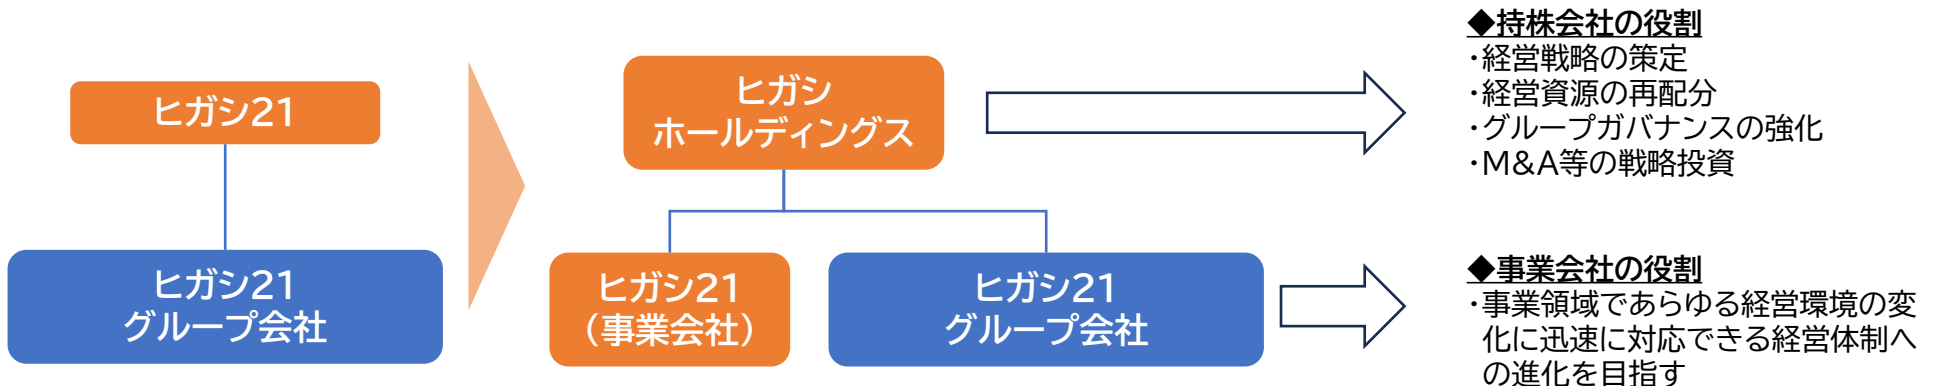 ヒガシ21
ヒガシ21
グループ会社
ヒガシ
ホールディングス
ヒガシ21
（事業会社）
ヒガシ21
グループ会社
◆持株会社の役割
・経営戦略の策定
・経営資源の再配分
・グループガバナンスの強化
・M&A等の戦略投資
◆事業会社の役割
・事業領域であらゆる経営環境の変
化に迅速に対応できる経営体制へ
の進化を目指す